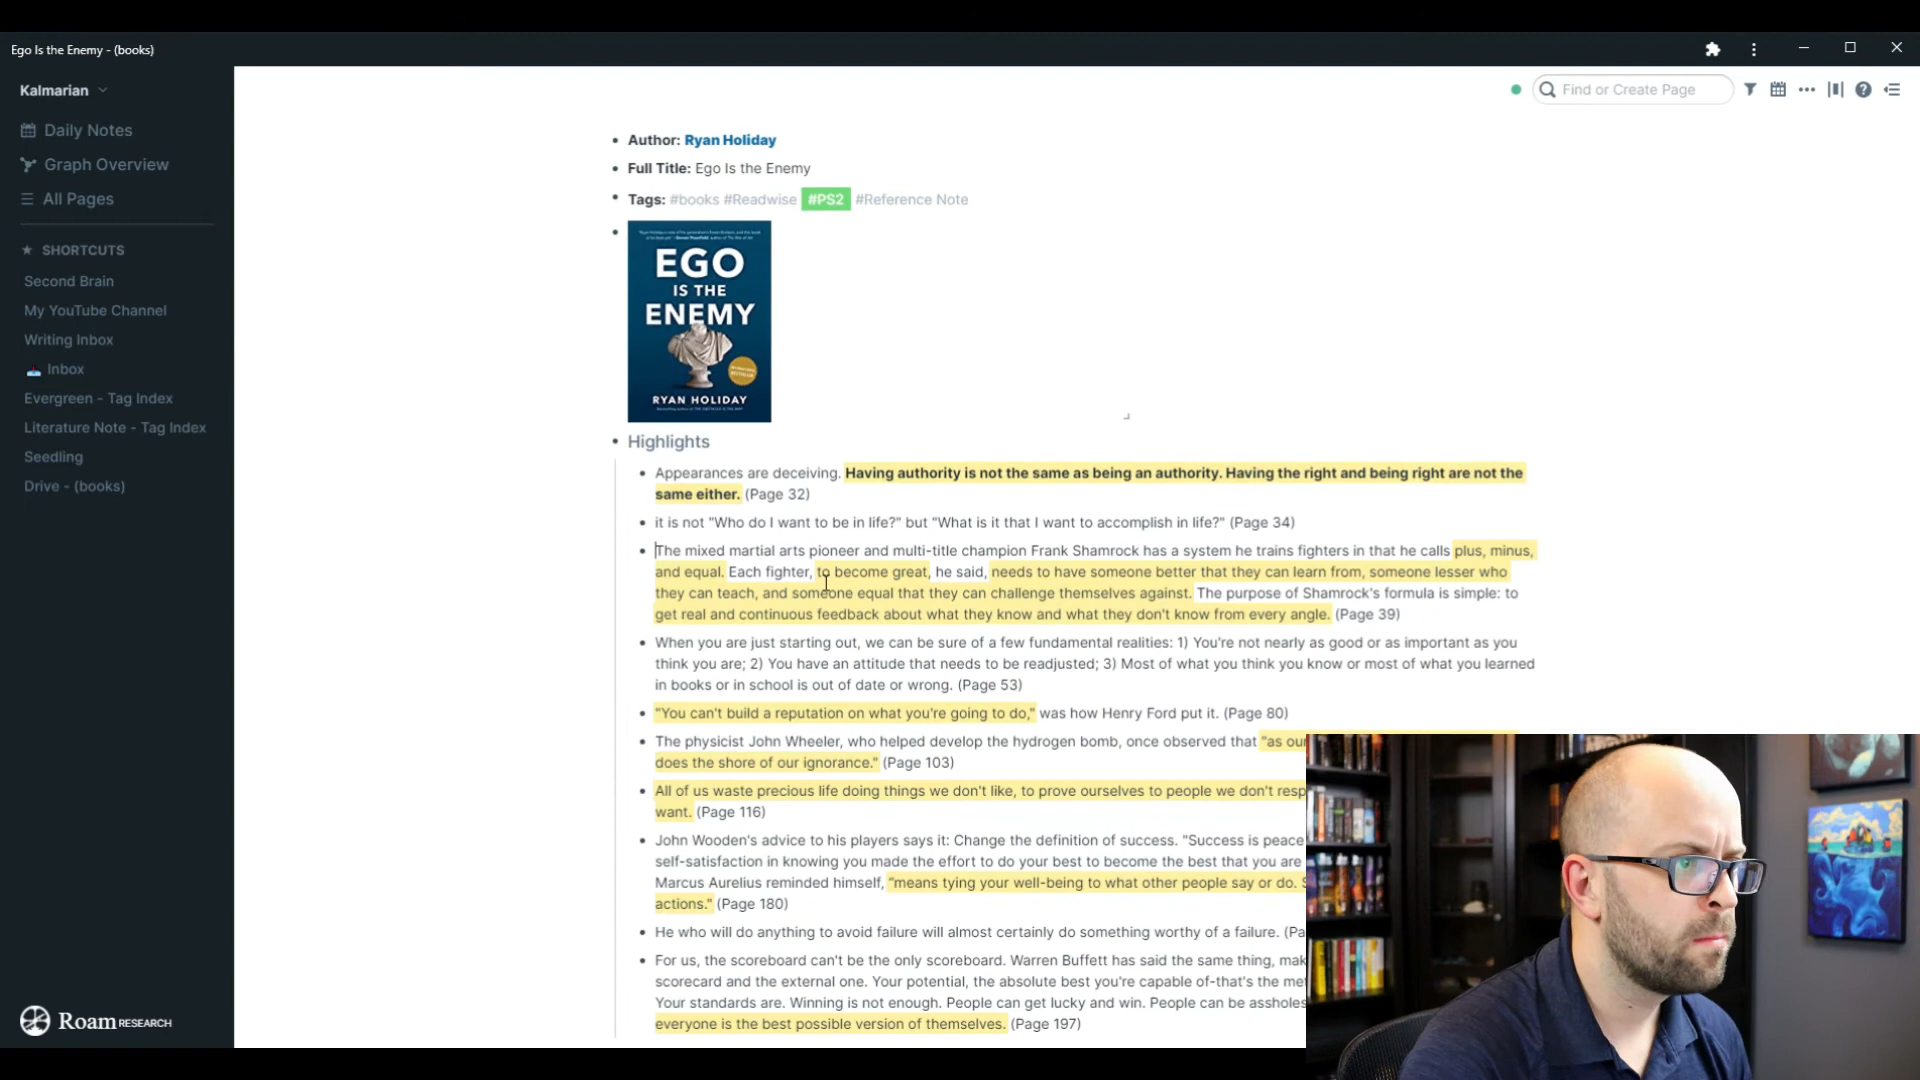 Ego Is the Enemy - (books)
Kalmarian
Find or Create Page
Daily Notes
Graph Overview
All Pages
SHORTCUTS
Second Brain
My YouTube Channel
Writing Inbox
Inbox
Evergreen - Tag Index
Literature Note - Tag Index
Seedling
Drive - (books)
Roam RESEARCH
Author: Ryan Holiday
Full Title: Ego Is the Enemy
Tags: #books #Readwise #PS2 #Reference Note
EGO
IS THE
ENEMY
RYAN HOLIDAY
Highlights
Appearances are deceiving. Having authority is not the same as being an authority. Having the right and being right are not the
same either. (Page 32)
it is not "Who do I want to be in life?" but "What is it that I want to accomplish in life?" (Page 34)
The mixed martial arts pioneer and multi-title champion Frank Shamrock has a system he trains fighters in that he calls plus, minus,
and equal. Each fighter, to become great, he said, needs to have someone better that they can learn from, someone lesser who
they can teach, and someone equal that they can challenge themselves against. The purpose of Shamrock's formula is simple: to
get real and continuous feedback about what they know and what they don't know from every angle. (Page 39)
When you are just starting out, we can be sure of a few fundamental realities: 1) You're not nearly as good or as important as you
think you are; 2) You have an attitude that needs to be readjusted; 3) Most of what you think you know or most of what you learned
in books or in school is out of date or wrong. (Page 53)
"You can't build a reputation on what you're going to do," was how Henry Ford put it. (Page 80)
The physicist John Wheeler, who helped develop the hydrogen bomb, once observed that "as our
does the shore of our ignorance." (Page 103)
All of us waste precious life doing things we don't like, to prove ourselves to people we don't resp
want. (Page 116)
John Wooden's advice to his players says it: Change the definition of success. "Success is peace
self-satisfaction in knowing you made the effort to do your best to become the best that you are
Marcus Aurelius reminded himself, "means tying your well-being to what other people say or do. S
actions." (Page 180)
He who will do anything to avoid failure will almost certainly do something worthy of a failure. (Pa
For us, the scoreboard can't be the only scoreboard. Warren Buffett has said the same thing, mak
scorecard and the external one. Your potential, the absolute best you're capable of-that's the met
Your standards are. Winning is not enough. People can get lucky and win. People can be assholes
everyone is the best possible version of themselves. (Page 197)